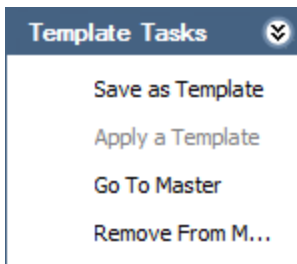 Template Tasks
Save as Template
Apply a Template
Go To Master
Remove From M...